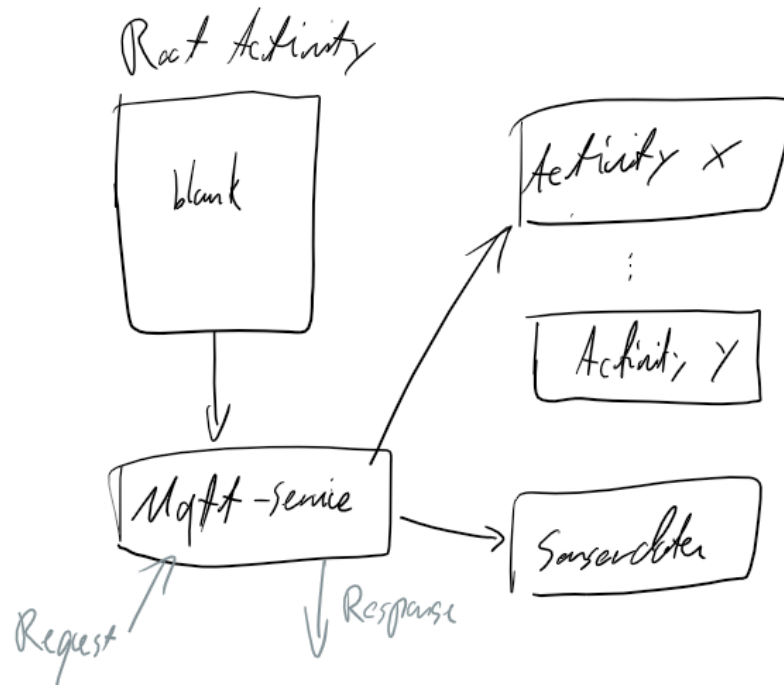 Root Activity
blank
Activity X
Activity Y
Mqtt-service
Sensordaten
Request
Response